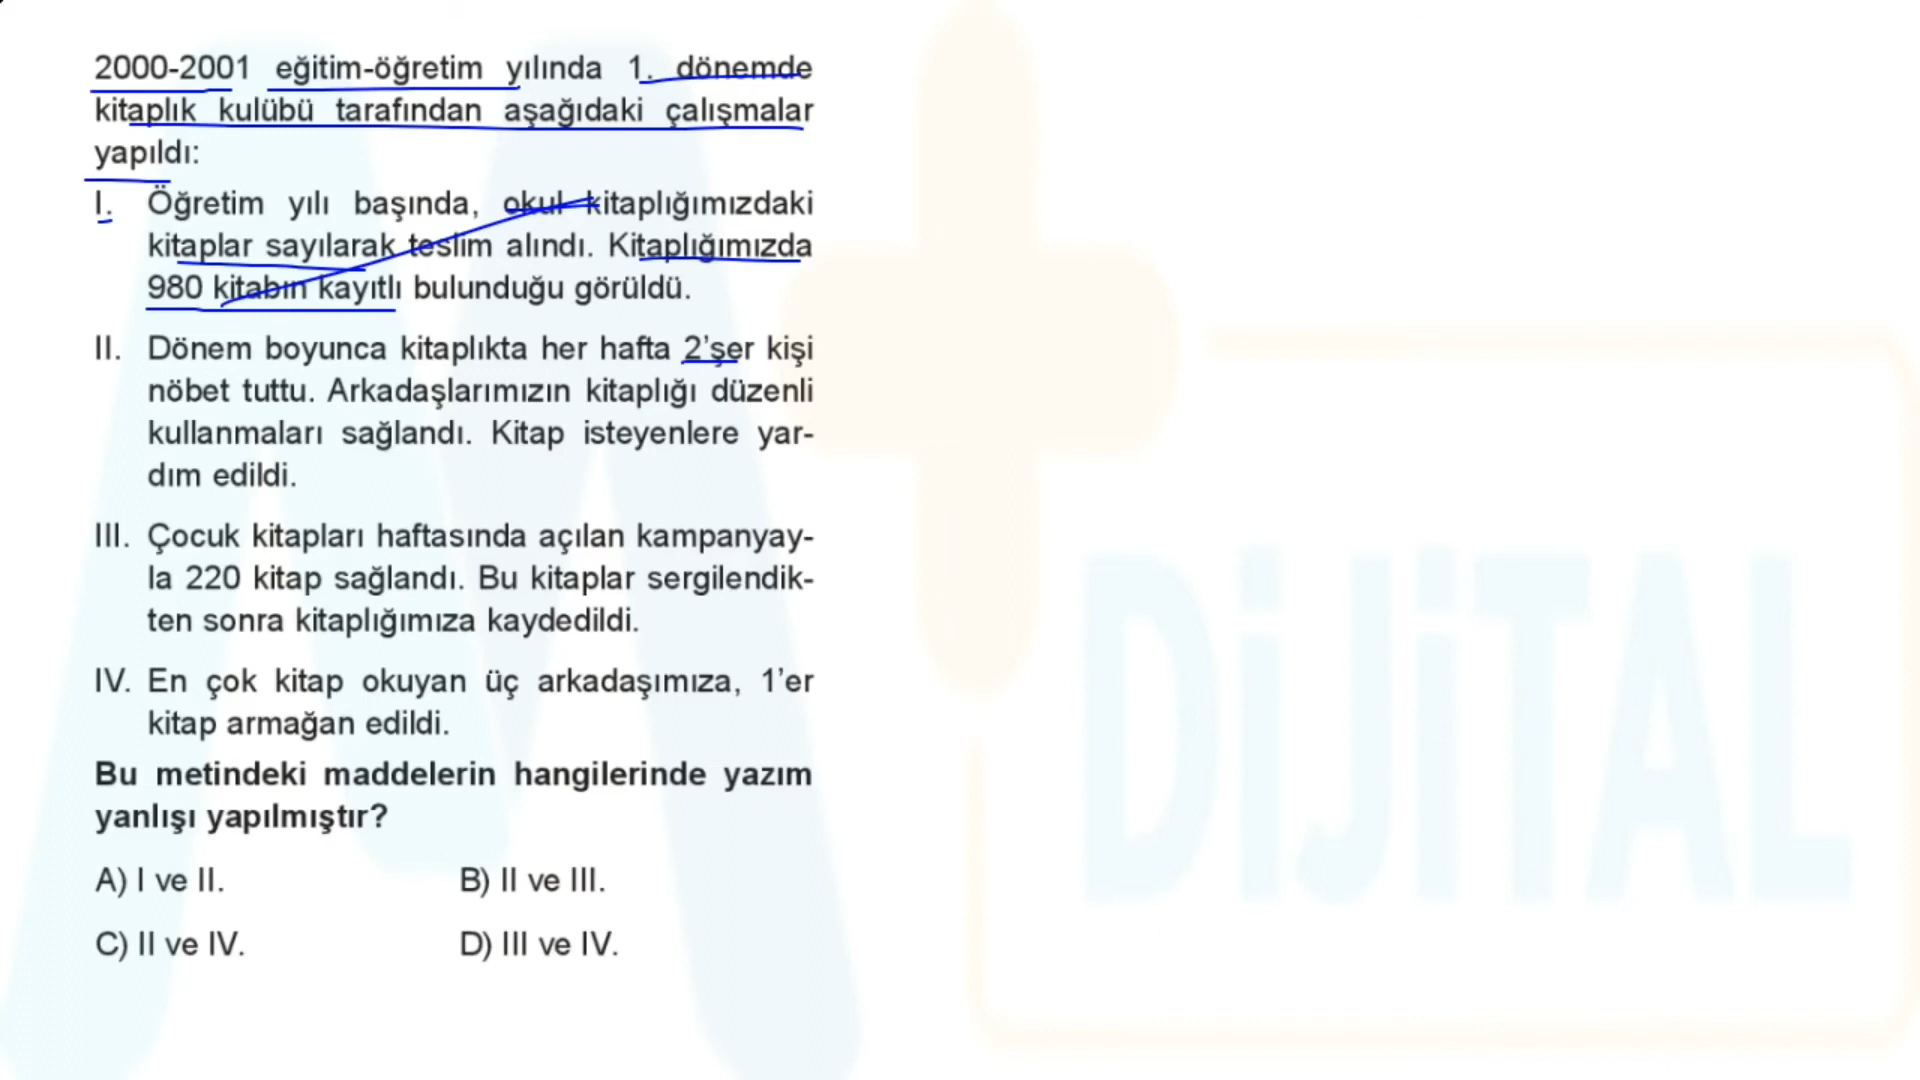 2000-2001 eğitim-öğretim yılında 1. dönemde
kitaplık kulübü tarafından aşağıdaki çalışmalar
yapıldı:
I. Öğretim yılı başında, okul kitaplığımızdaki
kitaplar sayılarak teslim alındı. Kitaplığımızda
980 kitabın kayıtlı bulunduğu görüldü.
II. Dönem boyunca kitaplıkta her hafta 2’şer kişi
nöbet tuttu. Arkadaşlarımızın kitaplığı düzenli
kullanmaları sağlandı. Kitap isteyenlere yar-
dım edildi.
III. Çocuk kitapları haftasında açılan kampanyay-
la 220 kitap sağlandı. Bu kitaplar sergilendik-
ten sonra kitaplığımıza kaydedildi.
IV. En çok kitap okuyan üç arkadaşımıza, 1’er
kitap armağan edildi.
Bu metindeki maddelerin hangilerinde yazım
yanlışı yapılmıştır?
A) I ve II. B) II ve III.
C) II ve IV. D) III ve IV.
DİJİTAL